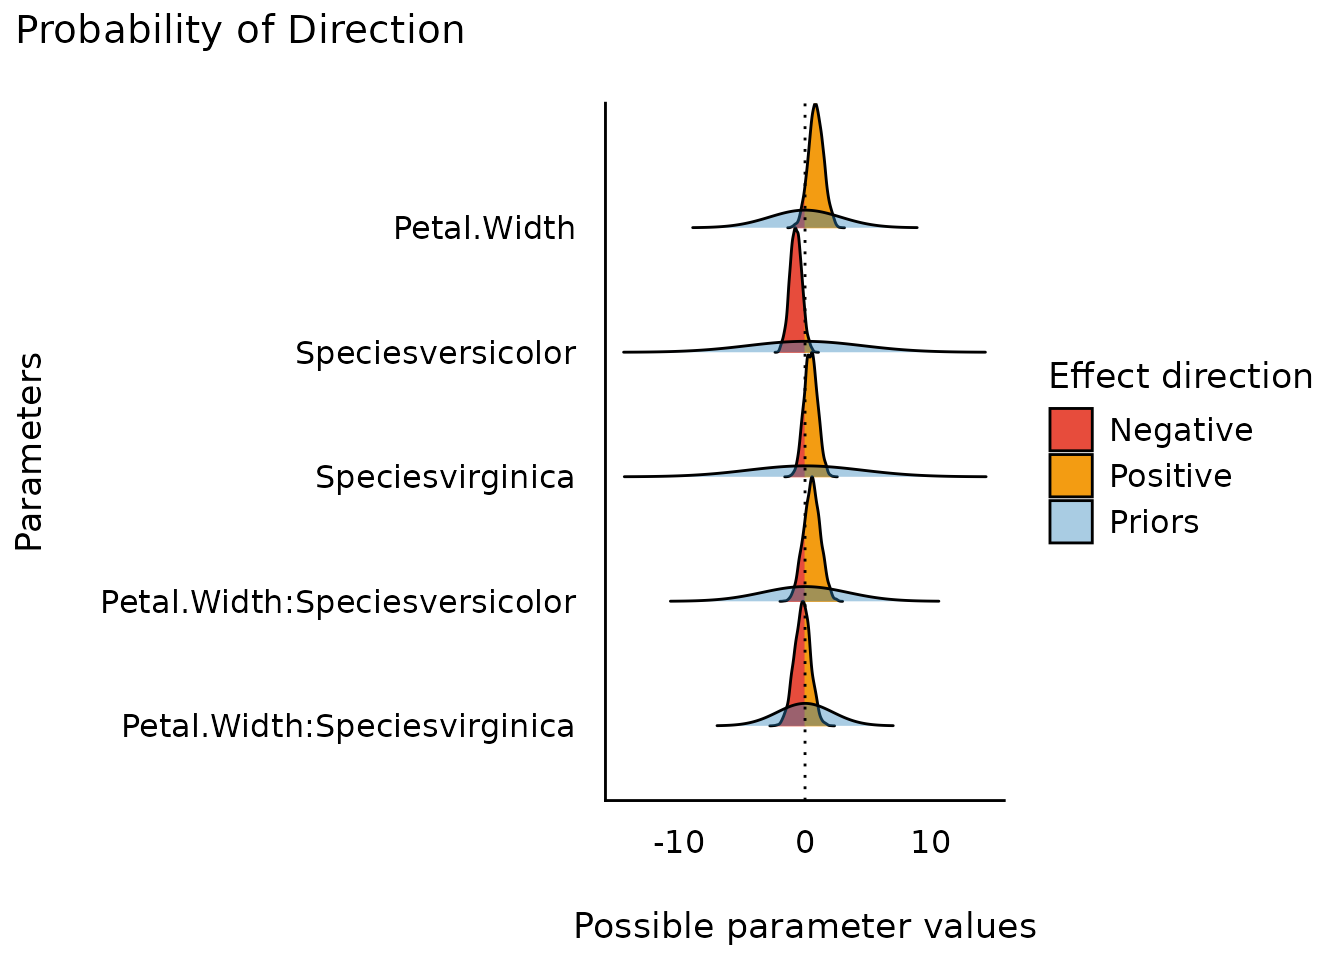 Probability of Direction
Parameters
Petal.Width
Speciesversicolor
Speciesvirginica
Petal.Width:Speciesversicolor
Petal.Width:Speciesvirginica
-10 0 10
Possible parameter values
Effect direction
Negative
Positive
Priors